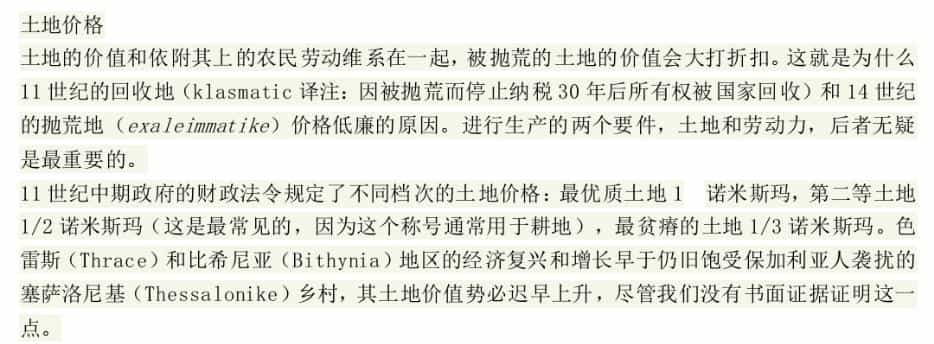 土地价格
土地的价值和依附其上的农民劳动维系在一起，被抛荒的土地的价值会大打折扣。这就是为什么
11 世纪的回收地（klasmatic 译注：因被抛荒而停止纳税 30 年后所有权被国家回收）和 14 世纪
的抛荒地（exaleimmatike）价格低廉的原因。进行生产的两个要件，土地和劳动力，后者无疑
是最重要的。
11 世纪中期政府的财政法令规定了不同档次的土地价格：最优质土地 1 诺米斯玛，第二等土地
1/2 诺米斯玛（这是最常见的，因为这个称号通常用于耕地），最贫瘠的土地 1/3 诺米斯玛。色
雷斯（Thrace）和比希尼亚（Bithynia）地区的经济复兴和增长早于仍旧饱受保加利亚人袭扰的
塞萨洛尼基（Thessalonike）乡村，其土地价值势必迟早上升，尽管我们没有书面证据证明这一
点。